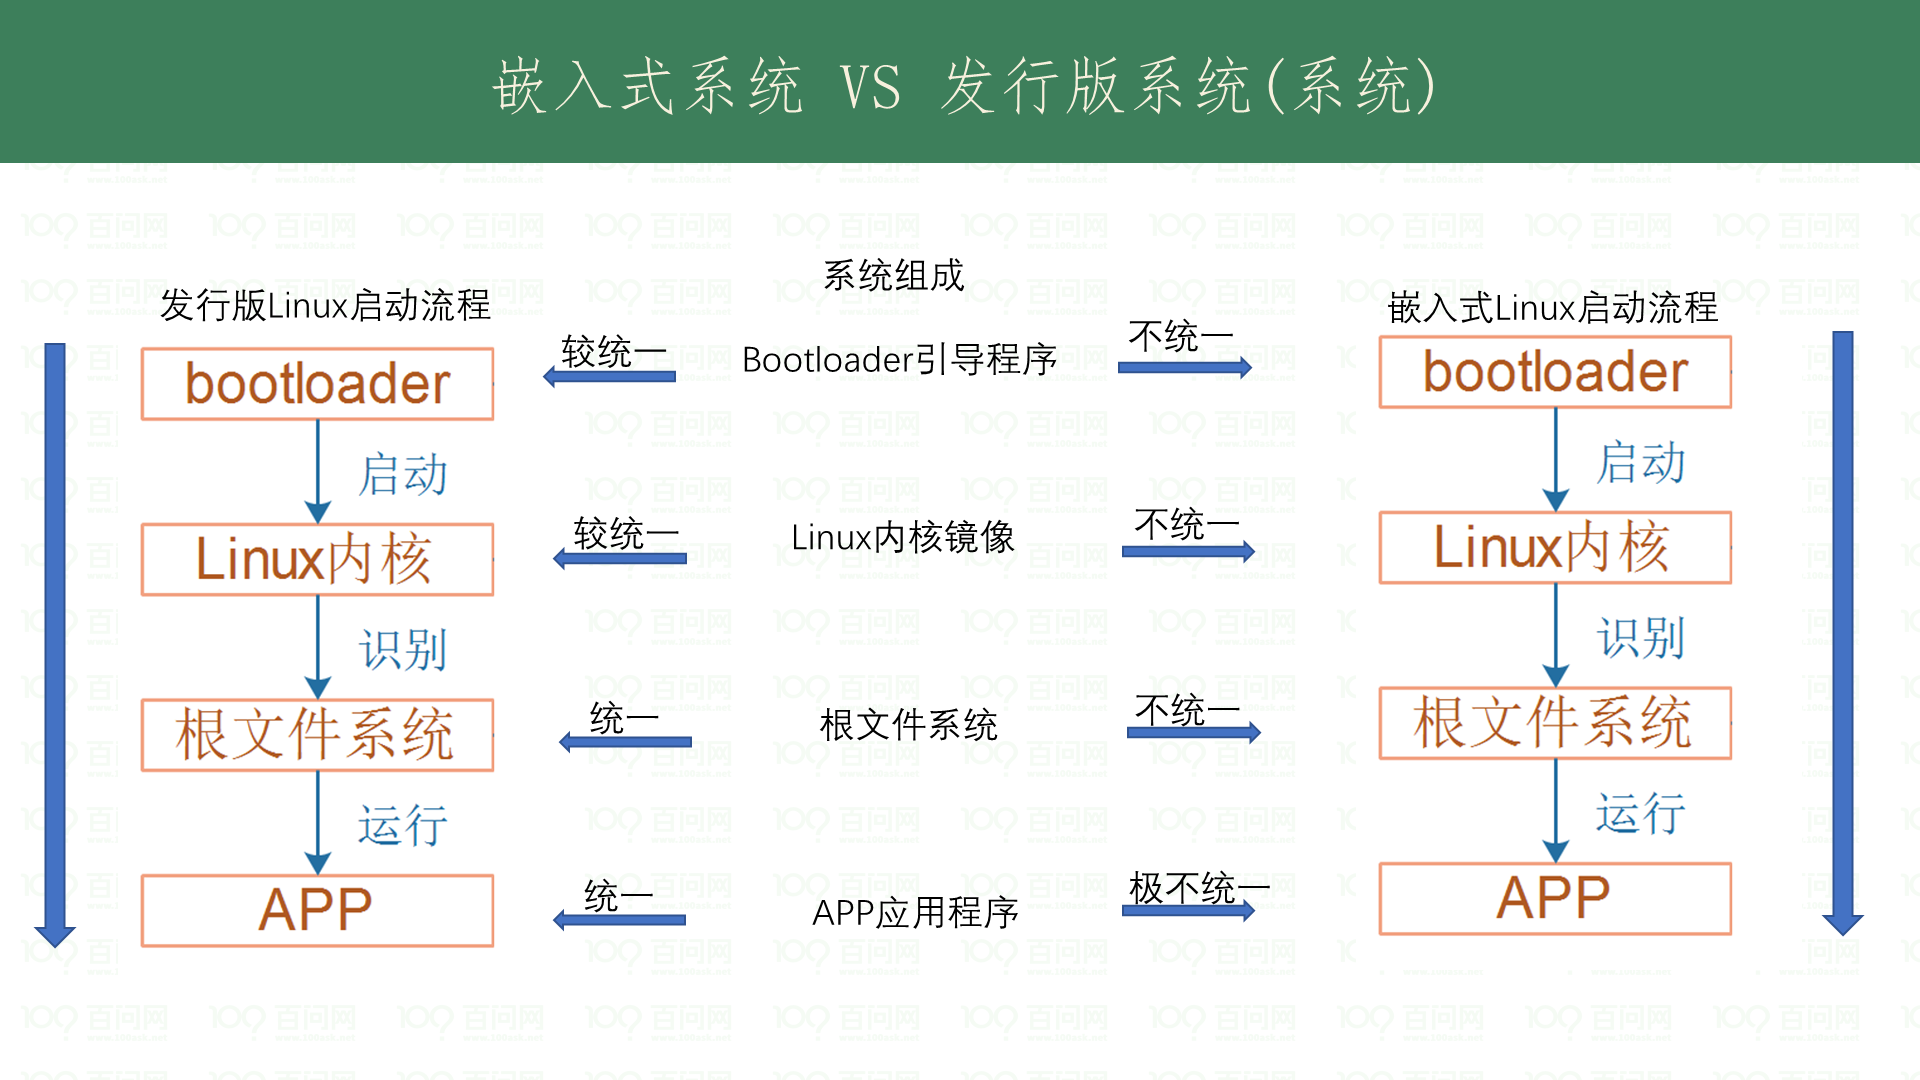 嵌入式系统 VS 发行版系统(系统)
系统组成
发行版Linux启动流程
嵌入式Linux启动流程
bootloader
较统一
Bootloader引导程序
不统一
bootloader
启动
启动
Linux内核
较统一
Linux内核镜像
不统一
Linux内核
识别
识别
根文件系统
统一
根文件系统
不统一
根文件系统
运行
运行
APP
统一
APP应用程序
极不统一
APP
百问网
www.100ask.net